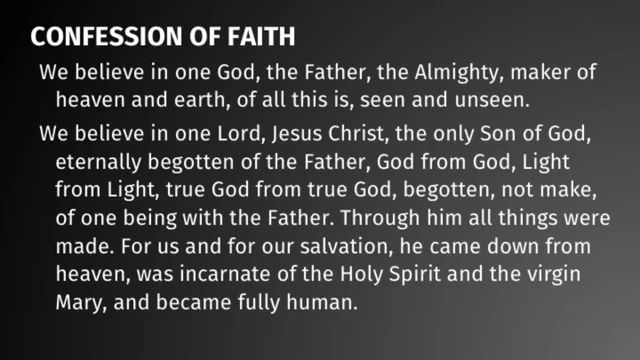 CONFESSION OF FAITH
We believe in one God, the Father, the Almighty, maker of
heaven and earth, of all this is, seen and unseen.
We believe in one Lord, Jesus Christ, the only Son of God,
eternally begotten of the Father, God from God, Light
from Light, true God from true God, begotten, not make,
of one being with the Father. Through him all things were
made. For us and for our salvation, he came down from
heaven, was incarnate of the Holy Spirit and the virgin
Mary, and became fully human.